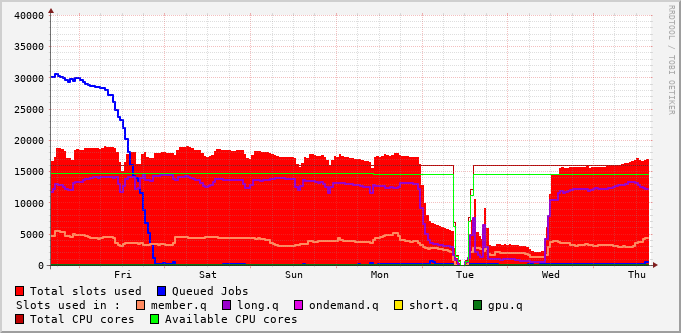 40000
35000
30000
25000
20000
15000
10000
5000
0
Fri Sat Sun Mon Tue Wed Thu
RRDTOOL / TOBI OETIKER
Total slots used Queued Jobs
Slots used in : member.q long.q ondemand.q short.q gpu.q
Total CPU cores Available CPU cores